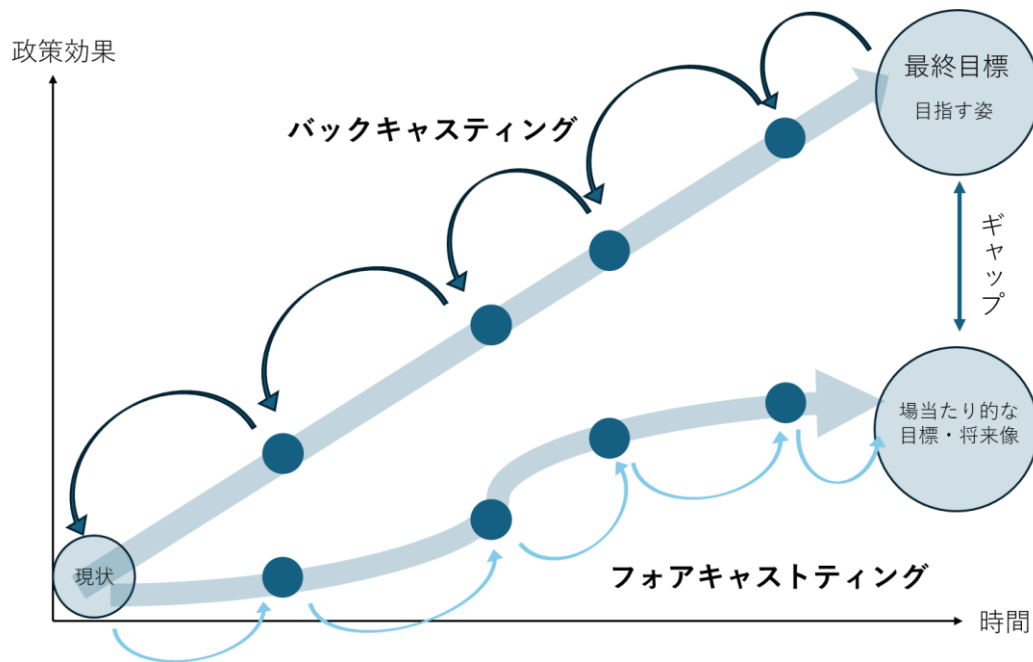 政策効果
最終目標
目指す姿
バックキャスティング
ギャップ
場当たり的な
目標・将来像
現状
フォアキャストティング
時間